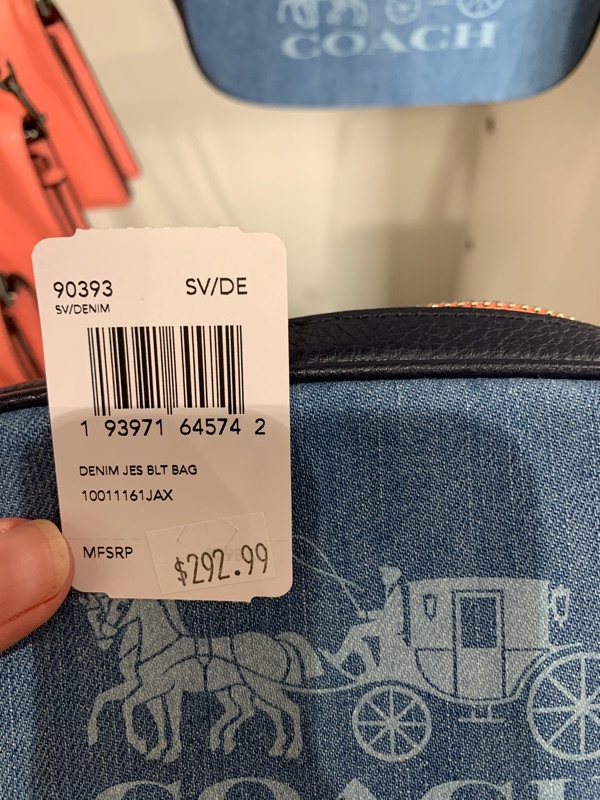 COACH
90393 SV/DE
SV/DENIM
1 93971 64574 2
DENIM JES BLT BAG
10011161JAX
MFSRP $292.99
COACH